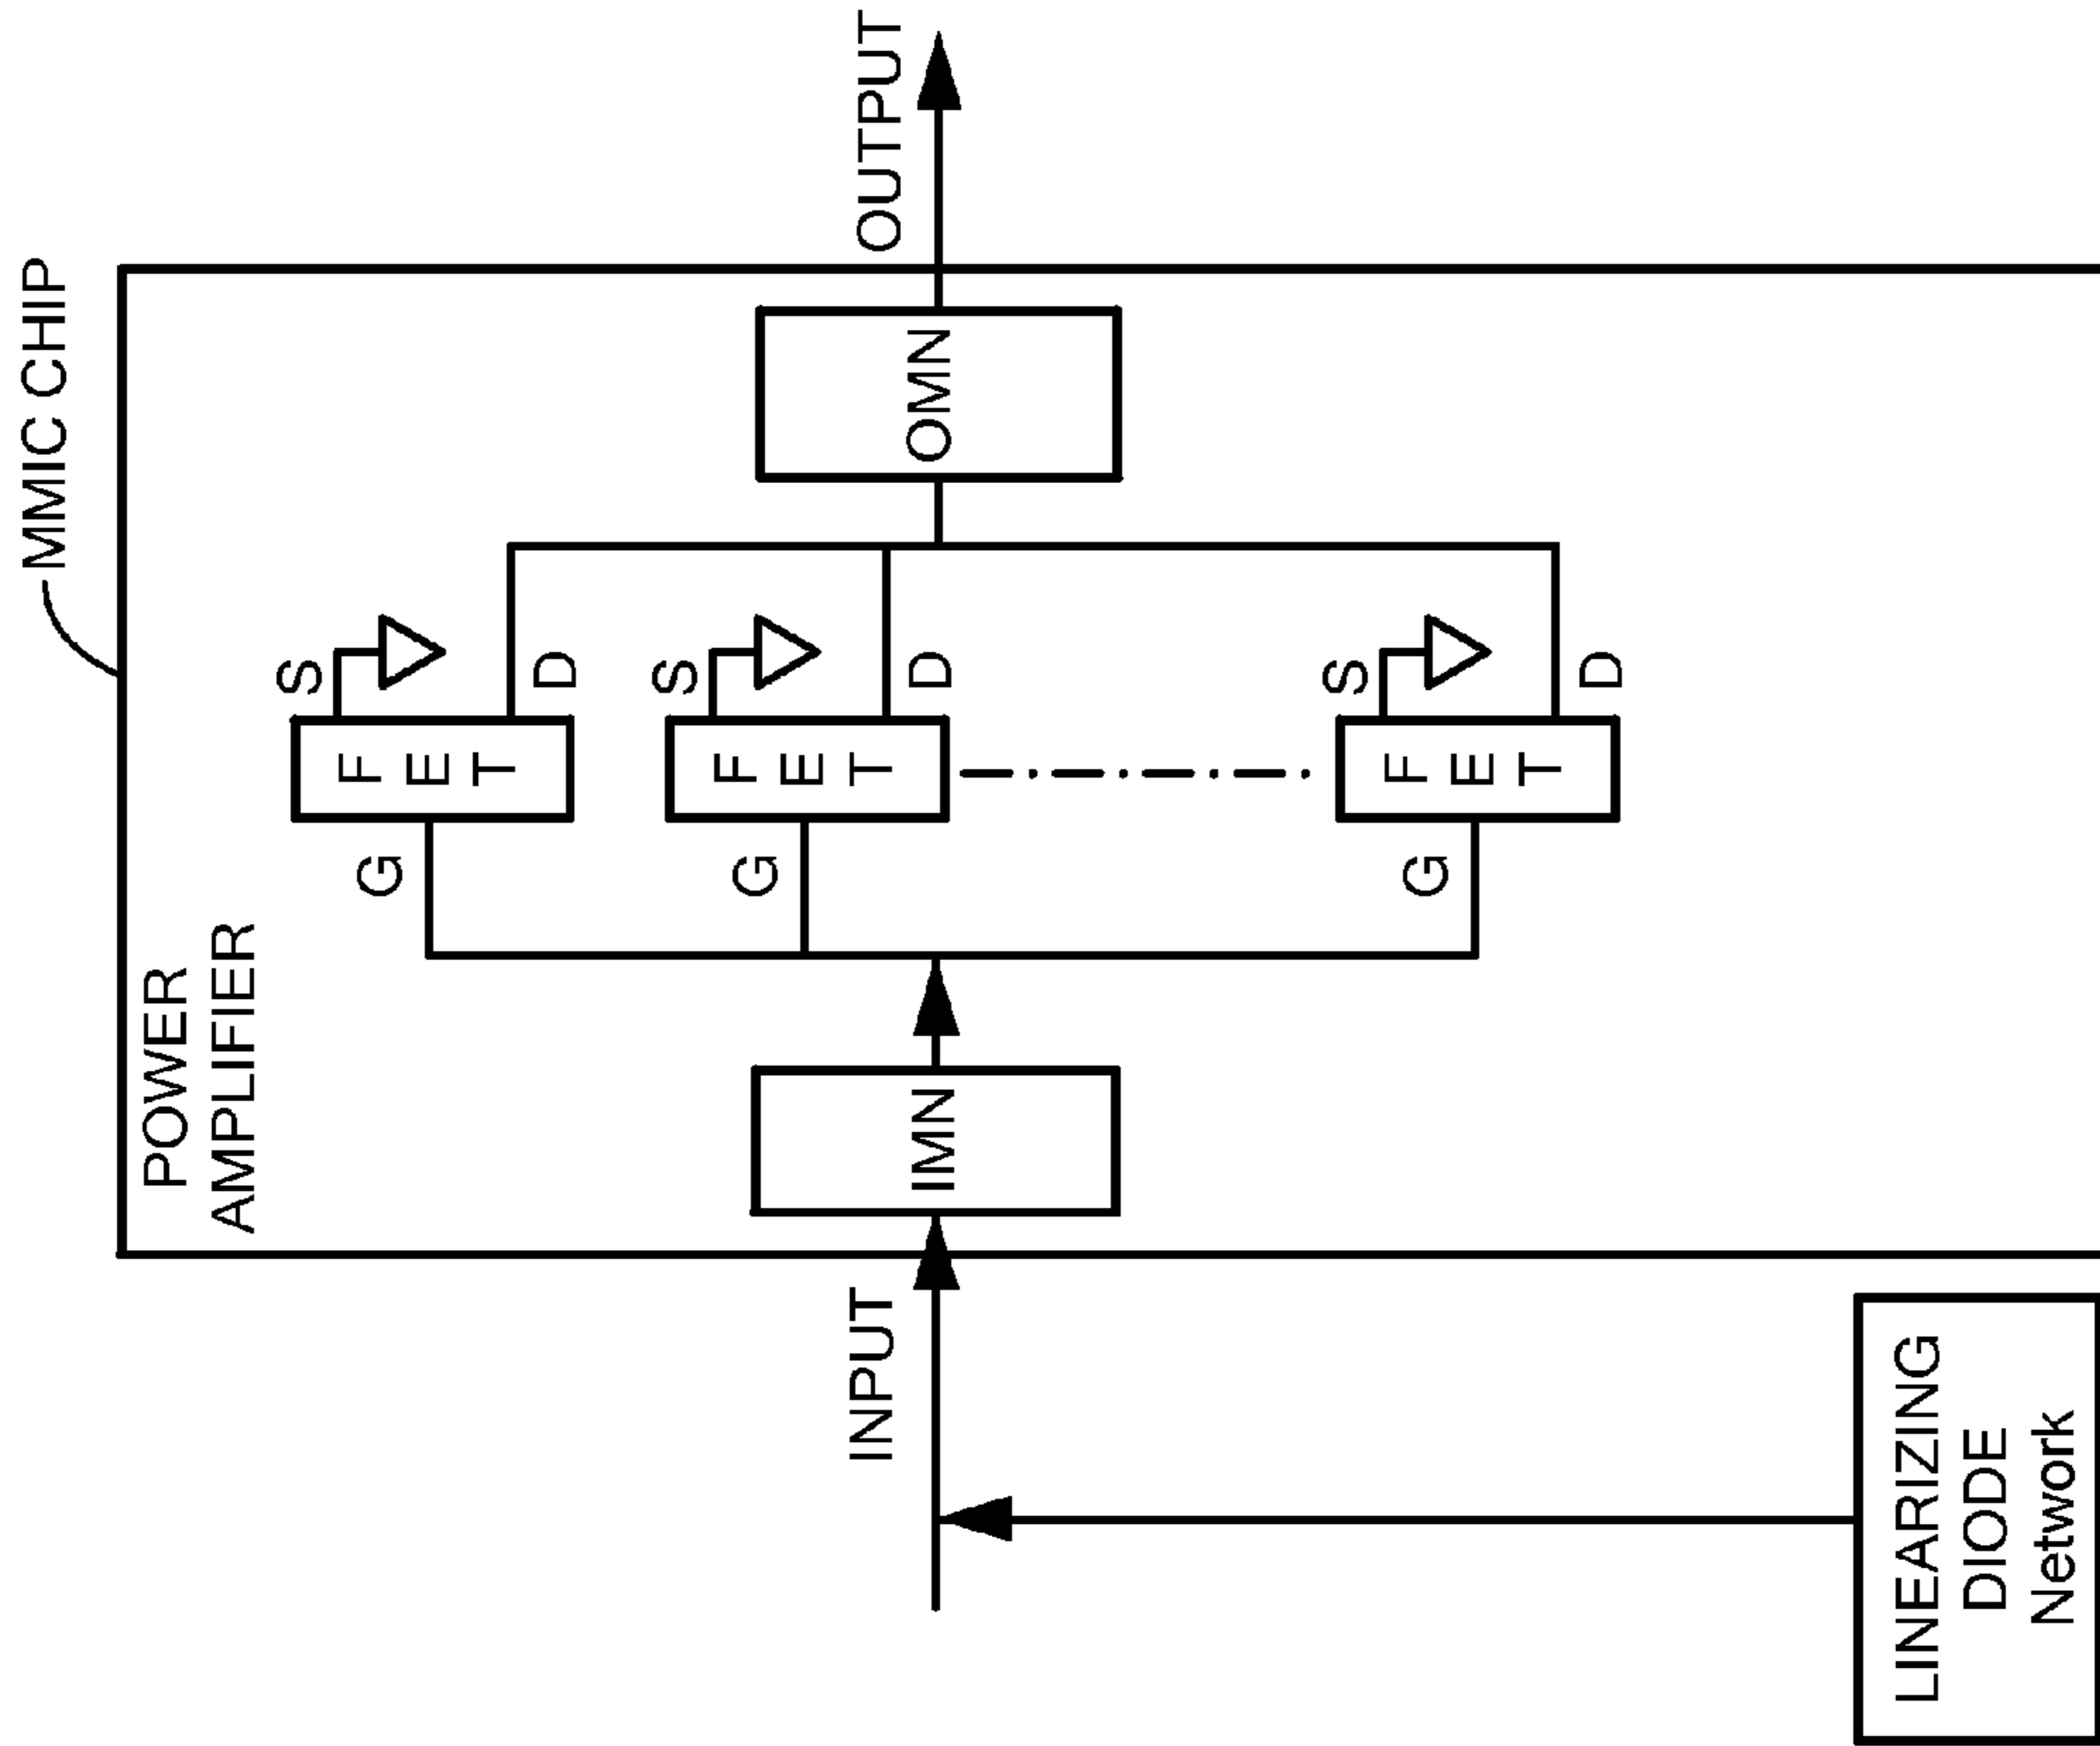 MMIC CHIP
POWER
AMPLIFIER
INPUT
IMN
G
F
E
T
S
D
G
F
E
T
S
D
G
F
E
T
S
D
OMN
OUTPUT
LINEARIZING
DIODE
Network